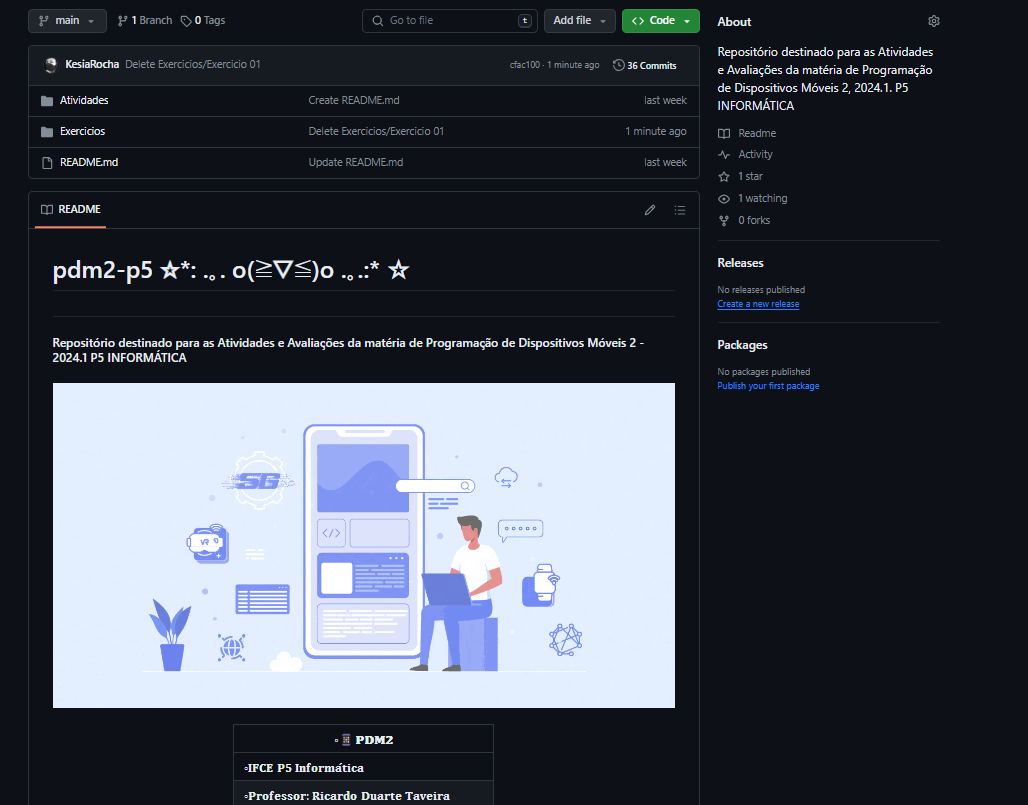 main
1 Branch
0 Tags
Go to file
t
Add file
Code
KesiaRocha Delete Exercicios/Exercicio 01
cfac100 · 1 minute ago
36 Commits
Atividades Create README.md last week
Exercicios Delete Exercicios/Exercicio 01 1 minute ago
README.md Update README.md last week
README
pdm2-p5 ☆*: .｡. o(≧▽≦)o .｡.:* ☆
Repositório destinado para as Atividades e Avaliações da matéria de Programação de Dispositivos Móveis 2 -
2024.1 P5 INFORMÁTICA
5G
</>
VR
▫📱 PDM2
▫IFCE P5 Informática
▫Professor: Ricardo Duarte Taveira
About
Repositório destinado para as Atividades
e Avaliações da matéria de Programação
de Dispositivos Móveis 2, 2024.1. P5
INFORMÁTICA
Readme
Activity
1 star
1 watching
0 forks
Releases
No releases published
Create a new release
Packages
No packages published
Publish your first package